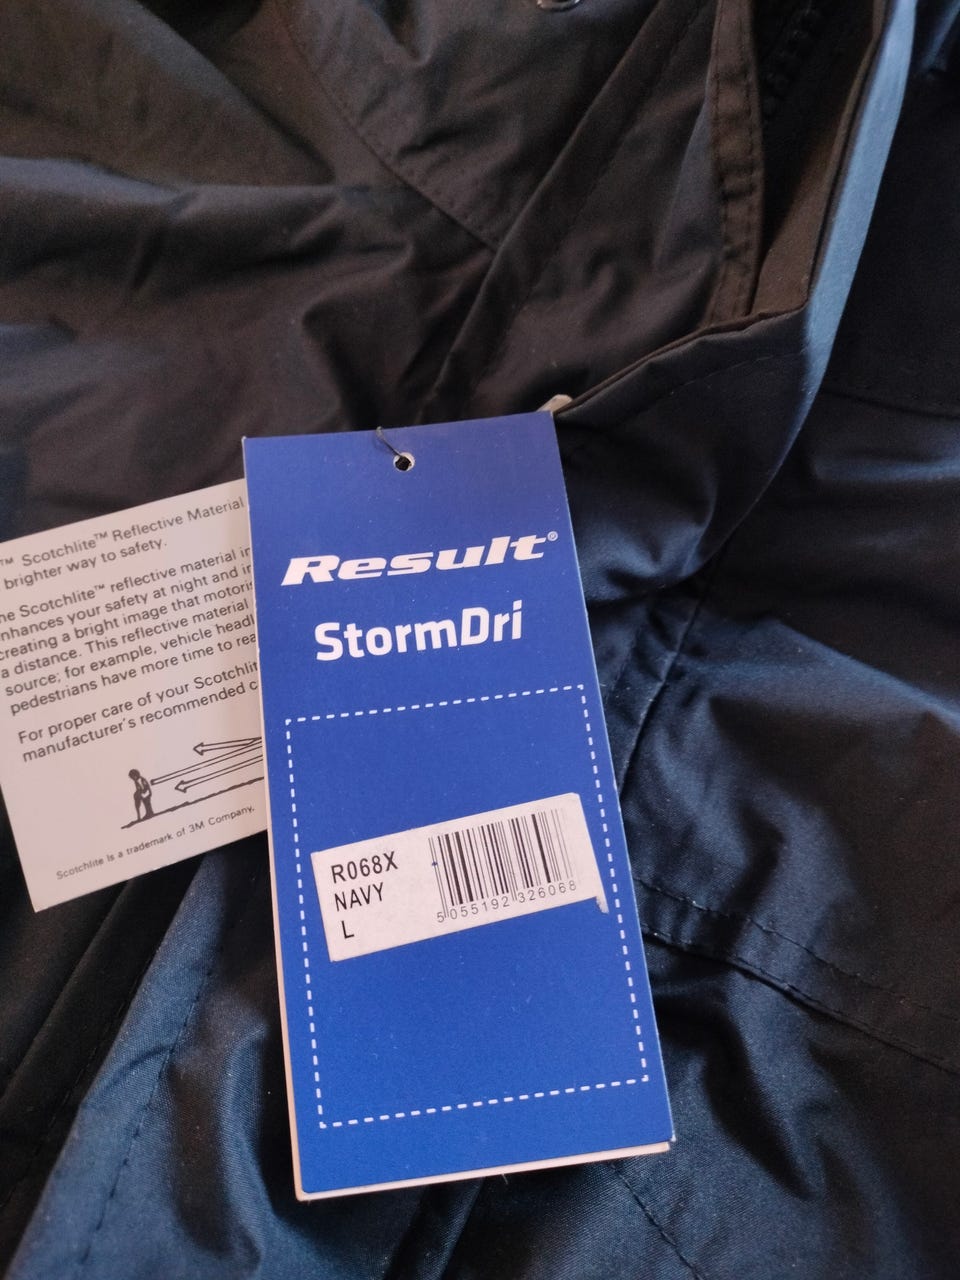 ™ Scotchlite™ Reflective Material
brighter way to safety.
Scotchlite™ reflective material
your safety at night and
creating a bright image that
a distance. This reflective material
source; for example, vehicle
pedestrians have more time to
For proper care of your
manufacturer's recommended
Scotchlite is a trademark of 3M Company.
Result®
StormDri
R068X
NAVY
L
5 055192 326068